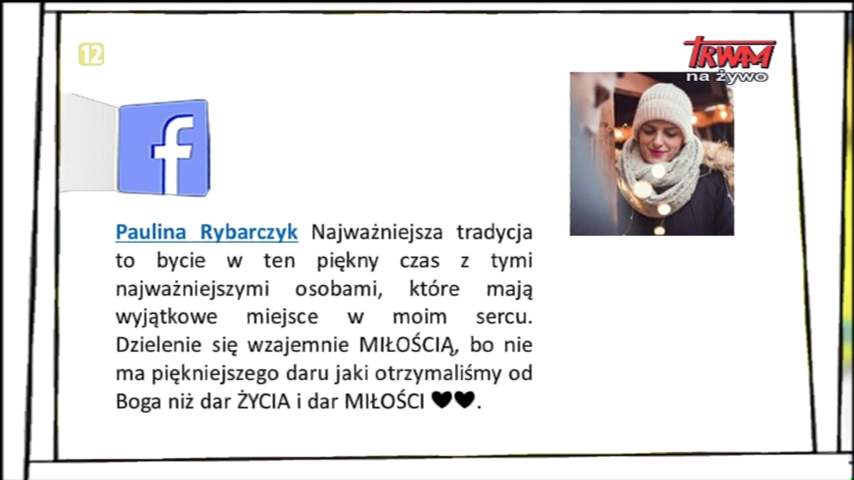 12
TRWAM
na żywo
f
Paulina Rybarczyk Najważniejsza tradycja
to bycie w ten piękny czas z tymi
najważniejszymi osobami, które mają
wyjątkowe miejsce w moim sercu.
Dzielenie się wzajemnie MIŁOŚCIĄ, bo nie
ma piękniejszego daru jaki otrzymaliśmy od
Boga niż dar ŻYCIA i dar MIŁOŚCI 🖤🖤.